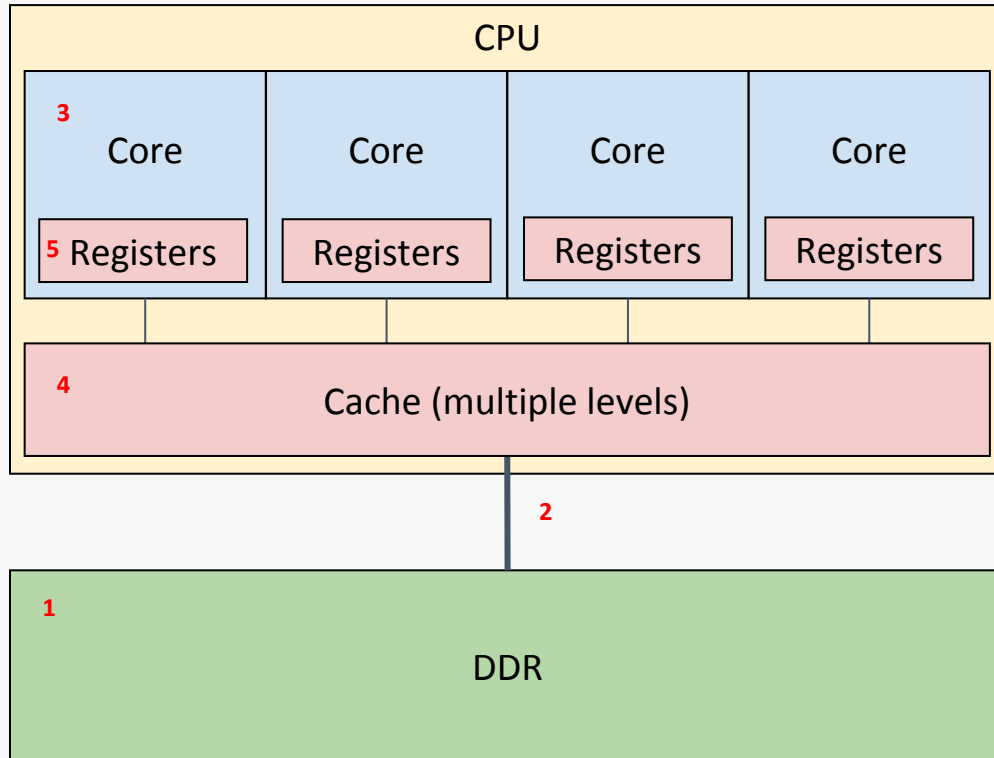 CPU
3
Core Core Core Core
5 Registers Registers Registers Registers
4
Cache (multiple levels)
2
1
DDR